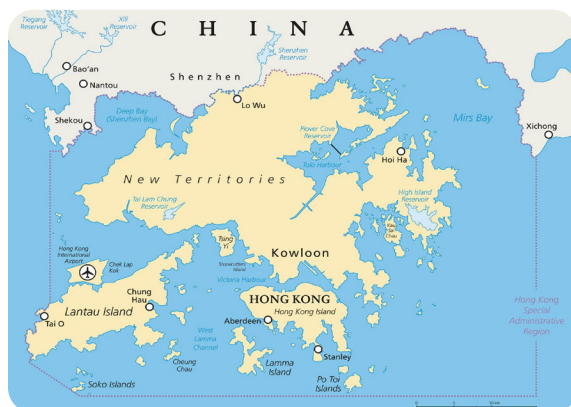 Tiegang
Reservoir
Xili
Reservoir
CHINA
Shenzhen
Reservoir
Bao'an
Shenzhen
Nantou
Lo Wu
Shekou
Deep Bay
(Shenzhen Bay)
Mirs Bay
Xichong
Plover Cove
Reservoir
Hoi Ha
Tolo Harbour
New Territories
High Island
Reservoir
Tai Lam Chung
Reservoir
Kau Sai
Chau
Tsing
Yi
Hong Kong
International
Airport
Chek Lap
Kok
Stonecutters
Island
Kowloon
Victoria Harbour
Chung
Hau
HONG KONG
Hong Kong Island
Hong Kong
Special
Administrative
Region
Lantau Island
Tai O
Aberdeen
West
Lamma
Channel
Stanley
Cheung
Chau
Lamma
Island
Po Toi
Islands
Soko Islands